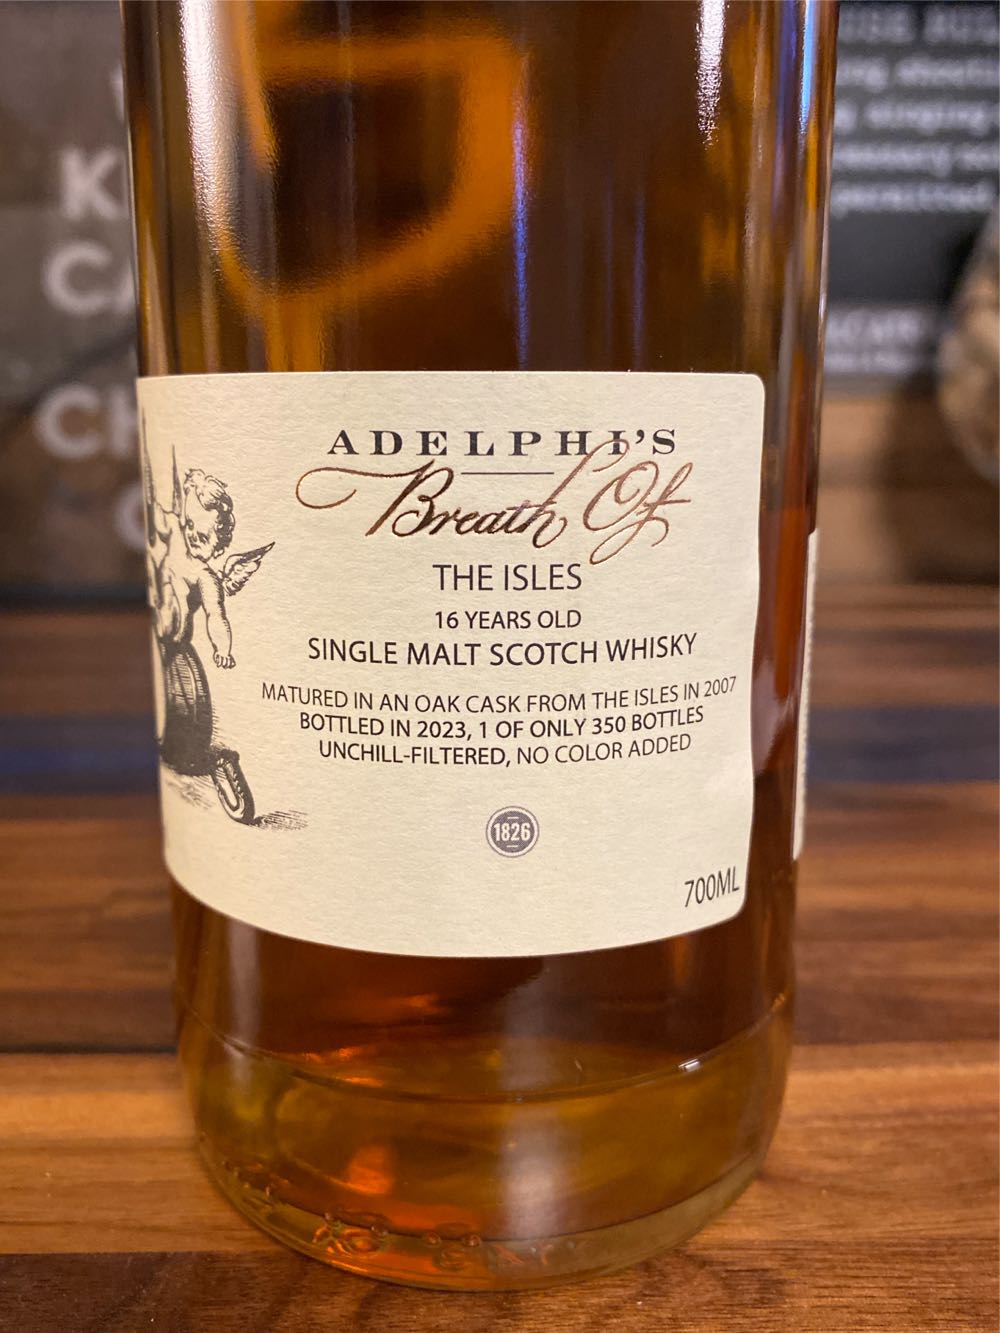 ADELPHI'S
Breath Of
THE ISLES
16 YEARS OLD
SINGLE MALT SCOTCH WHISKY
MATURED IN AN OAK CASK FROM THE ISLES IN 2007
BOTTLED IN 2023, 1 OF ONLY 350 BOTTLES
UNCHILL-FILTERED, NO COLOR ADDED
1826
700ML
permitted